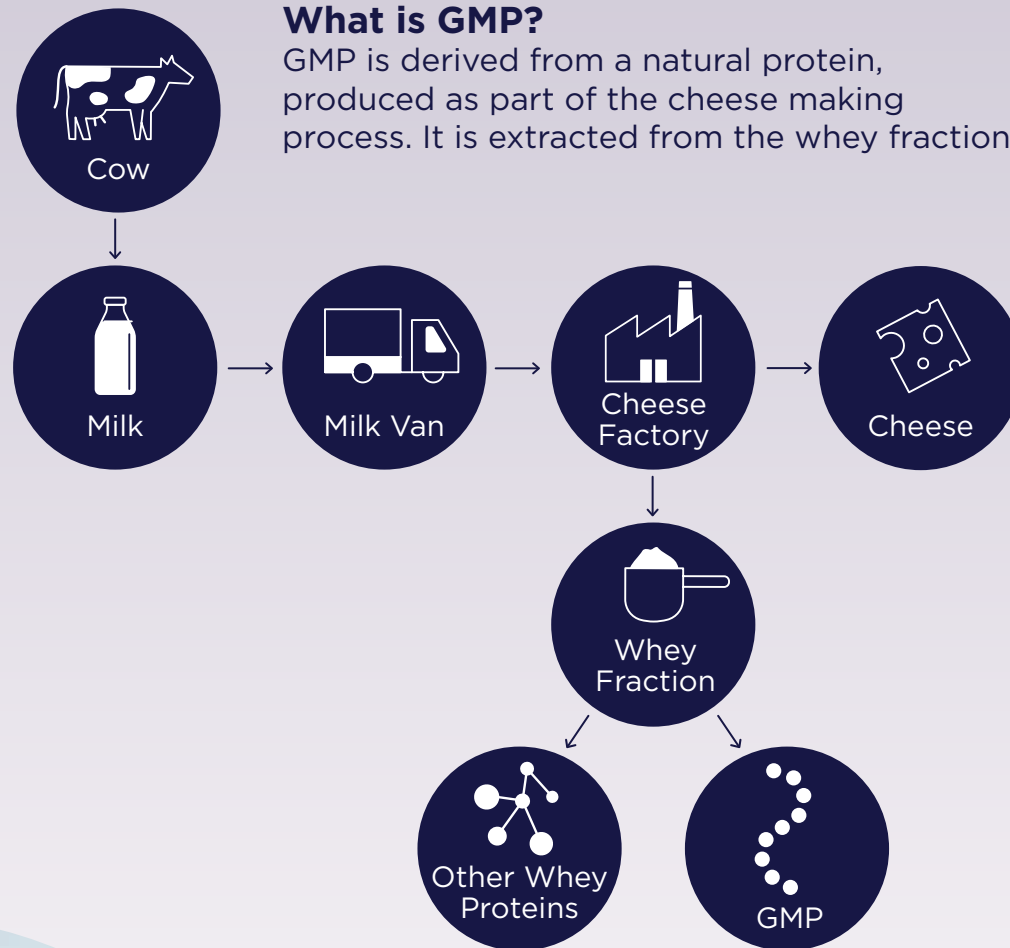 What is GMP?
GMP is derived from a natural protein,
produced as part of the cheese making
process. It is extracted from the whey fraction
Cow
Milk
Milk Van
Cheese
Factory
Cheese
Whey
Fraction
Other Whey
Proteins
GMP